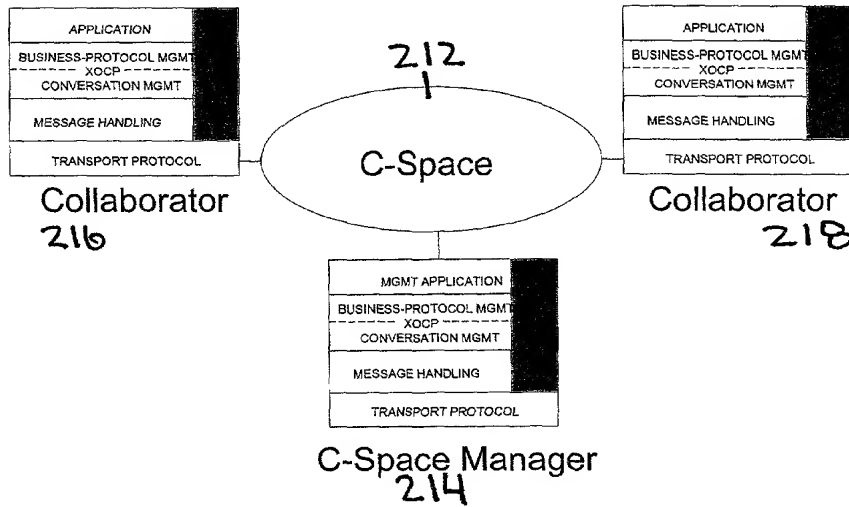 APPLICATION
BUSINESS-PROTOCOL MGMT
XOCP
CONVERSATION MGMT
MESSAGE HANDLING
TRANSPORT PROTOCOL
Collaborator
216
212
C-Space
APPLICATION
BUSINESS-PROTOCOL MGMT
XOCP
CONVERSATION MGMT
MESSAGE HANDLING
TRANSPORT PROTOCOL
Collaborator
218
MGMT APPLICATION
BUSINESS-PROTOCOL MGMT
XOCP
CONVERSATION MGMT
MESSAGE HANDLING
TRANSPORT PROTOCOL
C-Space Manager
214